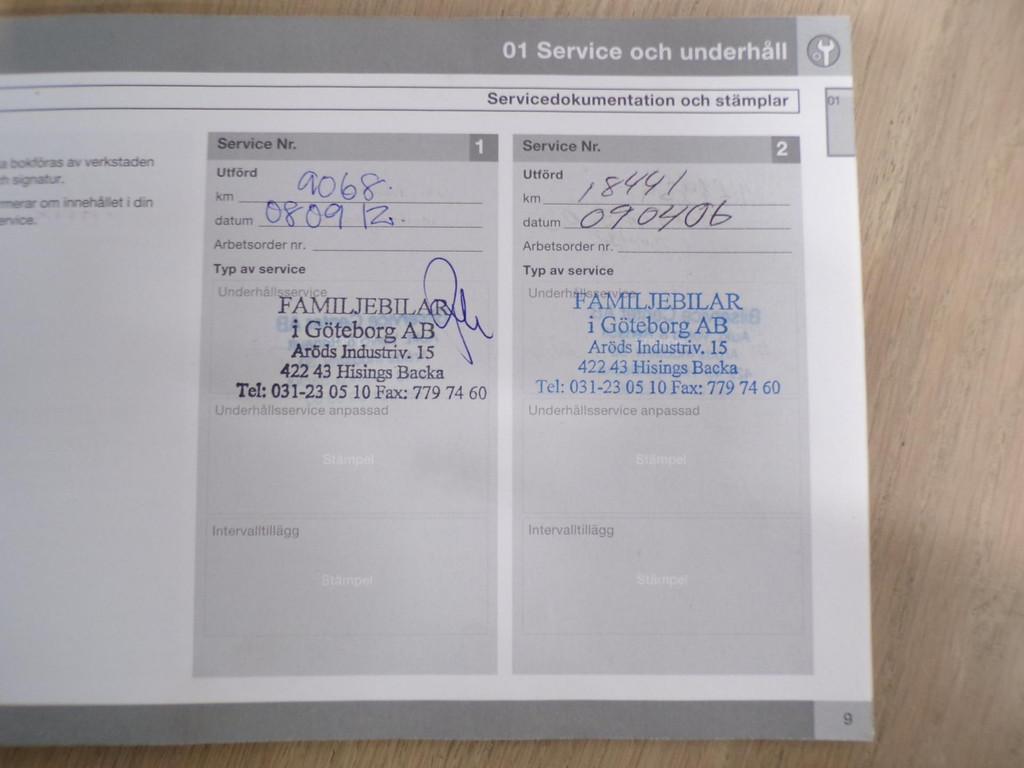 01 Service och underhåll
Servicedokumentation och stämplar
01
bokföras av verkstaden
signatur.
om innehållet i din
Service Nr. 1
Utförd
km 9068.
datum 080912.
Arbetsorder nr.
Typ av service
Underhållsservice
FAMILJEBILAR
i Göteborg AB
Aröds Industriv. 15
422 43 Hisings Backa
Tel: 031-23 05 10 Fax: 779 74 60
Underhållsservice anpassad
Stämpel
Intervalltillägg
Stämpel
Service Nr. 2
Utförd
km 18441
datum 090406
Arbetsorder nr.
Typ av service
Underhållsservice
FAMILJEBILAR
i Göteborg AB
Aröds Industriv. 15
422 43 Hisings Backa
Tel: 031-23 05 10 Fax: 779 74 60
Underhållsservice anpassad
Stämpel
Intervalltillägg
Stämpel
9